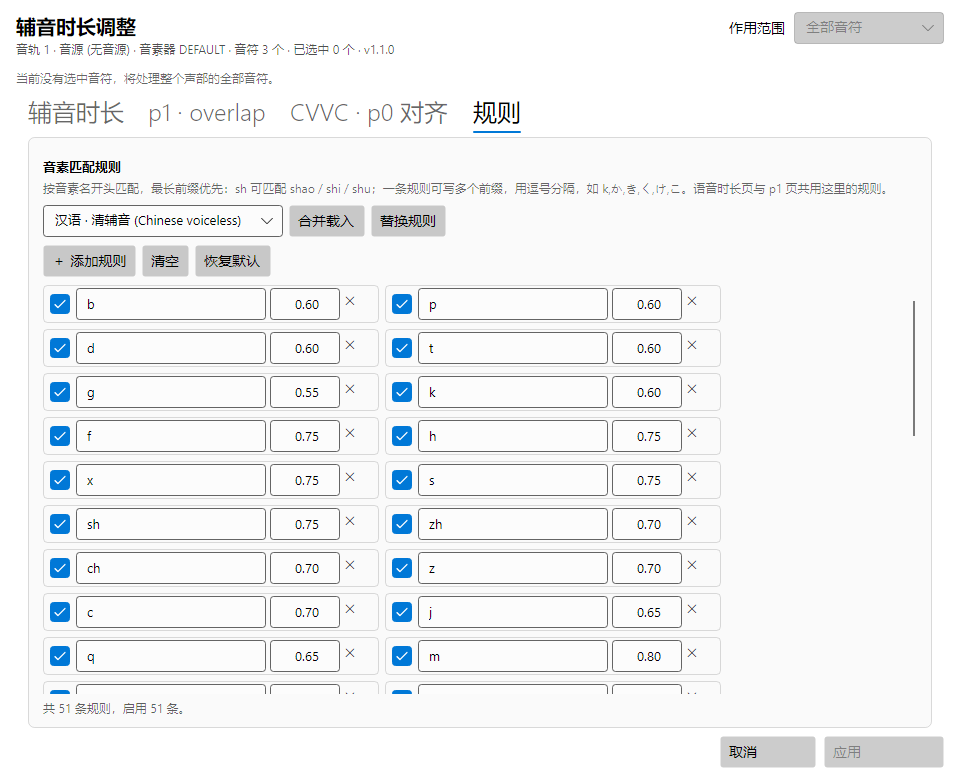 辅音时长调整
音轨 1 · 音源 (无音源) · 音素器 DEFAULT · 音符 3 个 · 已选中 0 个 · v1.1.0
作用范围
全部音符
当前没有选中音符，将处理整个声部的全部音符。
辅音时长 p1 · overlap CVVC · p0 对齐 规则
音素匹配规则
按音素名开头匹配，最长前缀优先：sh 可匹配 shao / shi / shu；一条规则可写多个前缀，用逗号分隔，如 k,か,き,く,け,こ。语音时长页与 p1 页共用这里的规则。
汉语 · 清辅音 (Chinese voiceless) 合并载入 替换规则
+ 添加规则 清空 恢复默认
b 0.60 × p 0.60 ×
d 0.60 × t 0.60 ×
g 0.55 × k 0.60 ×
f 0.75 × h 0.75 ×
x 0.75 × s 0.75 ×
sh 0.75 × zh 0.70 ×
ch 0.70 × z 0.70 ×
c 0.70 × j 0.65 ×
q 0.65 × m 0.80 ×
共 51 条规则，启用 51 条。
取消 应用